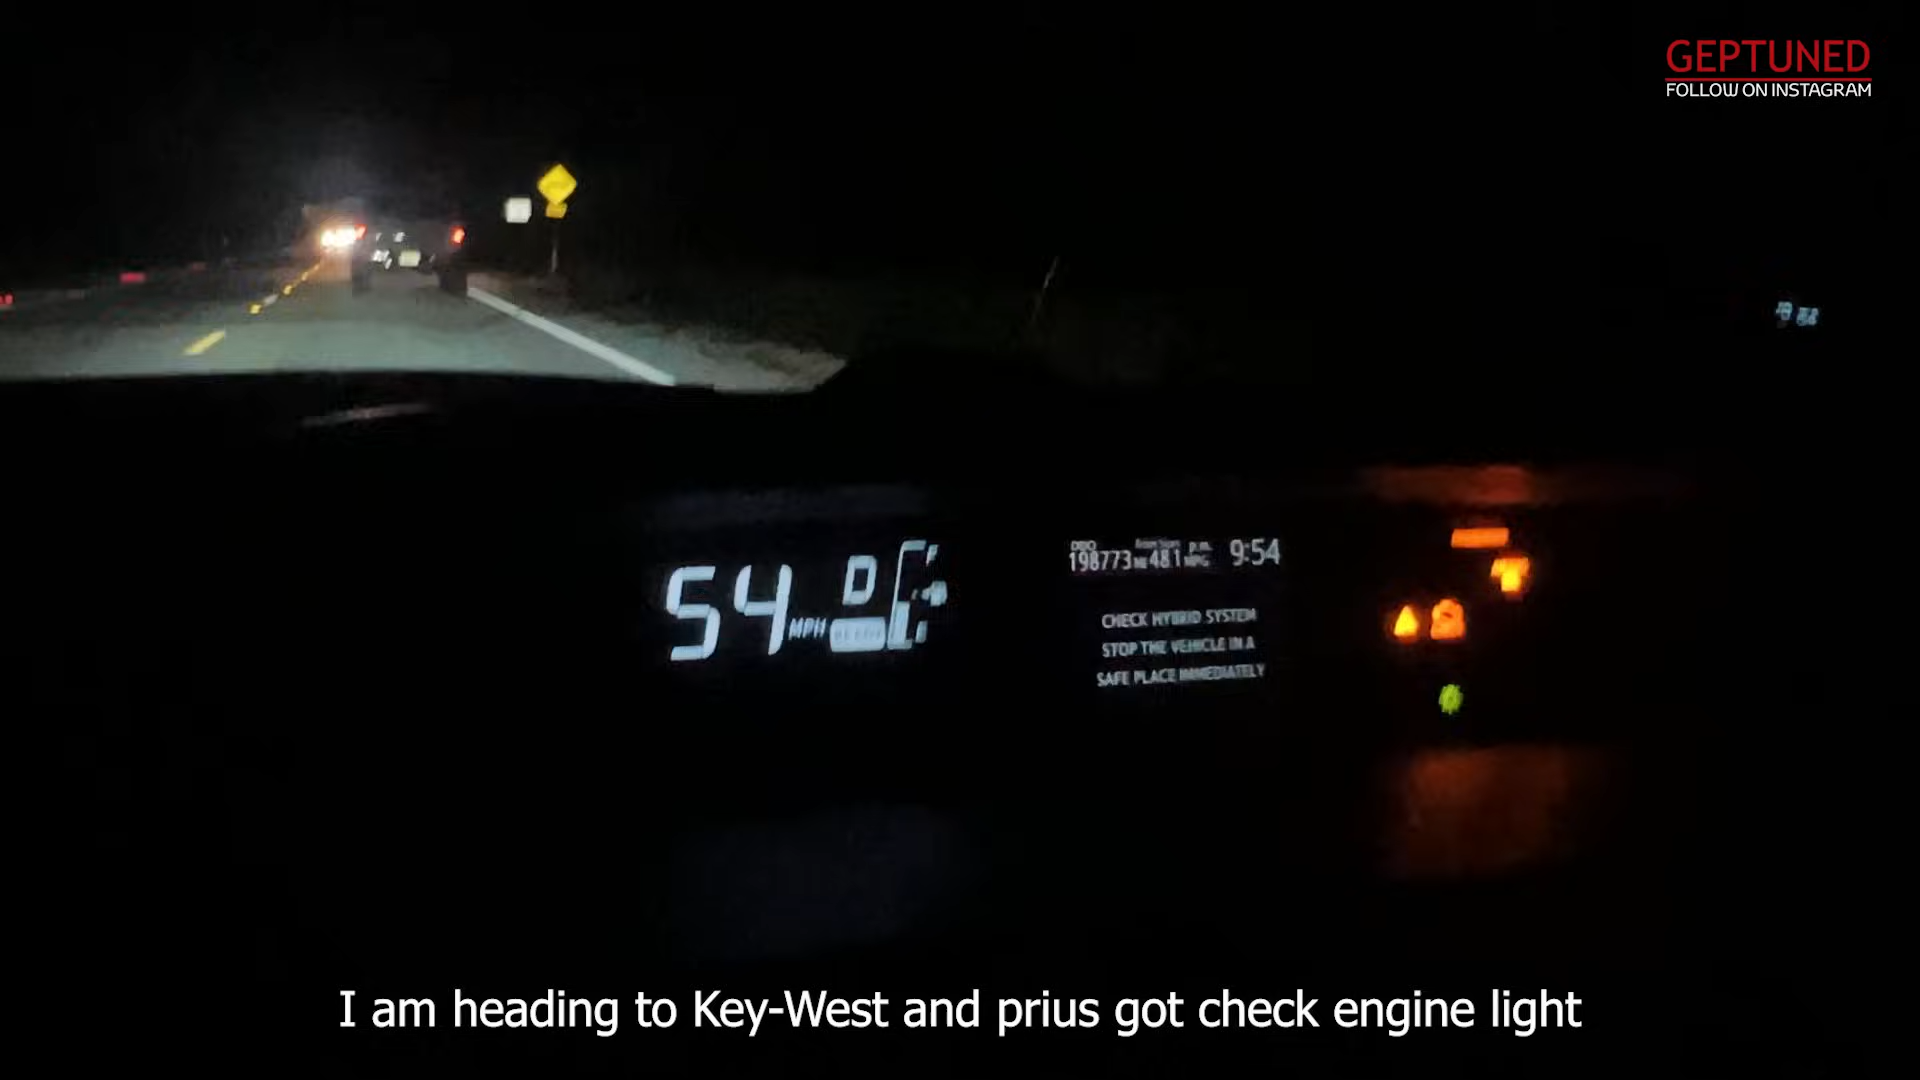 GEPTUNED
FOLLOW ON INSTAGRAM
54 MPH D
ODO
198773 48.1 MPG p.m. 9:54
CHECK HYBRID SYSTEM
STOP THE VEHICLE IN A
SAFE PLACE IMMEDIATELY
I am heading to Key-West and prius got check engine light